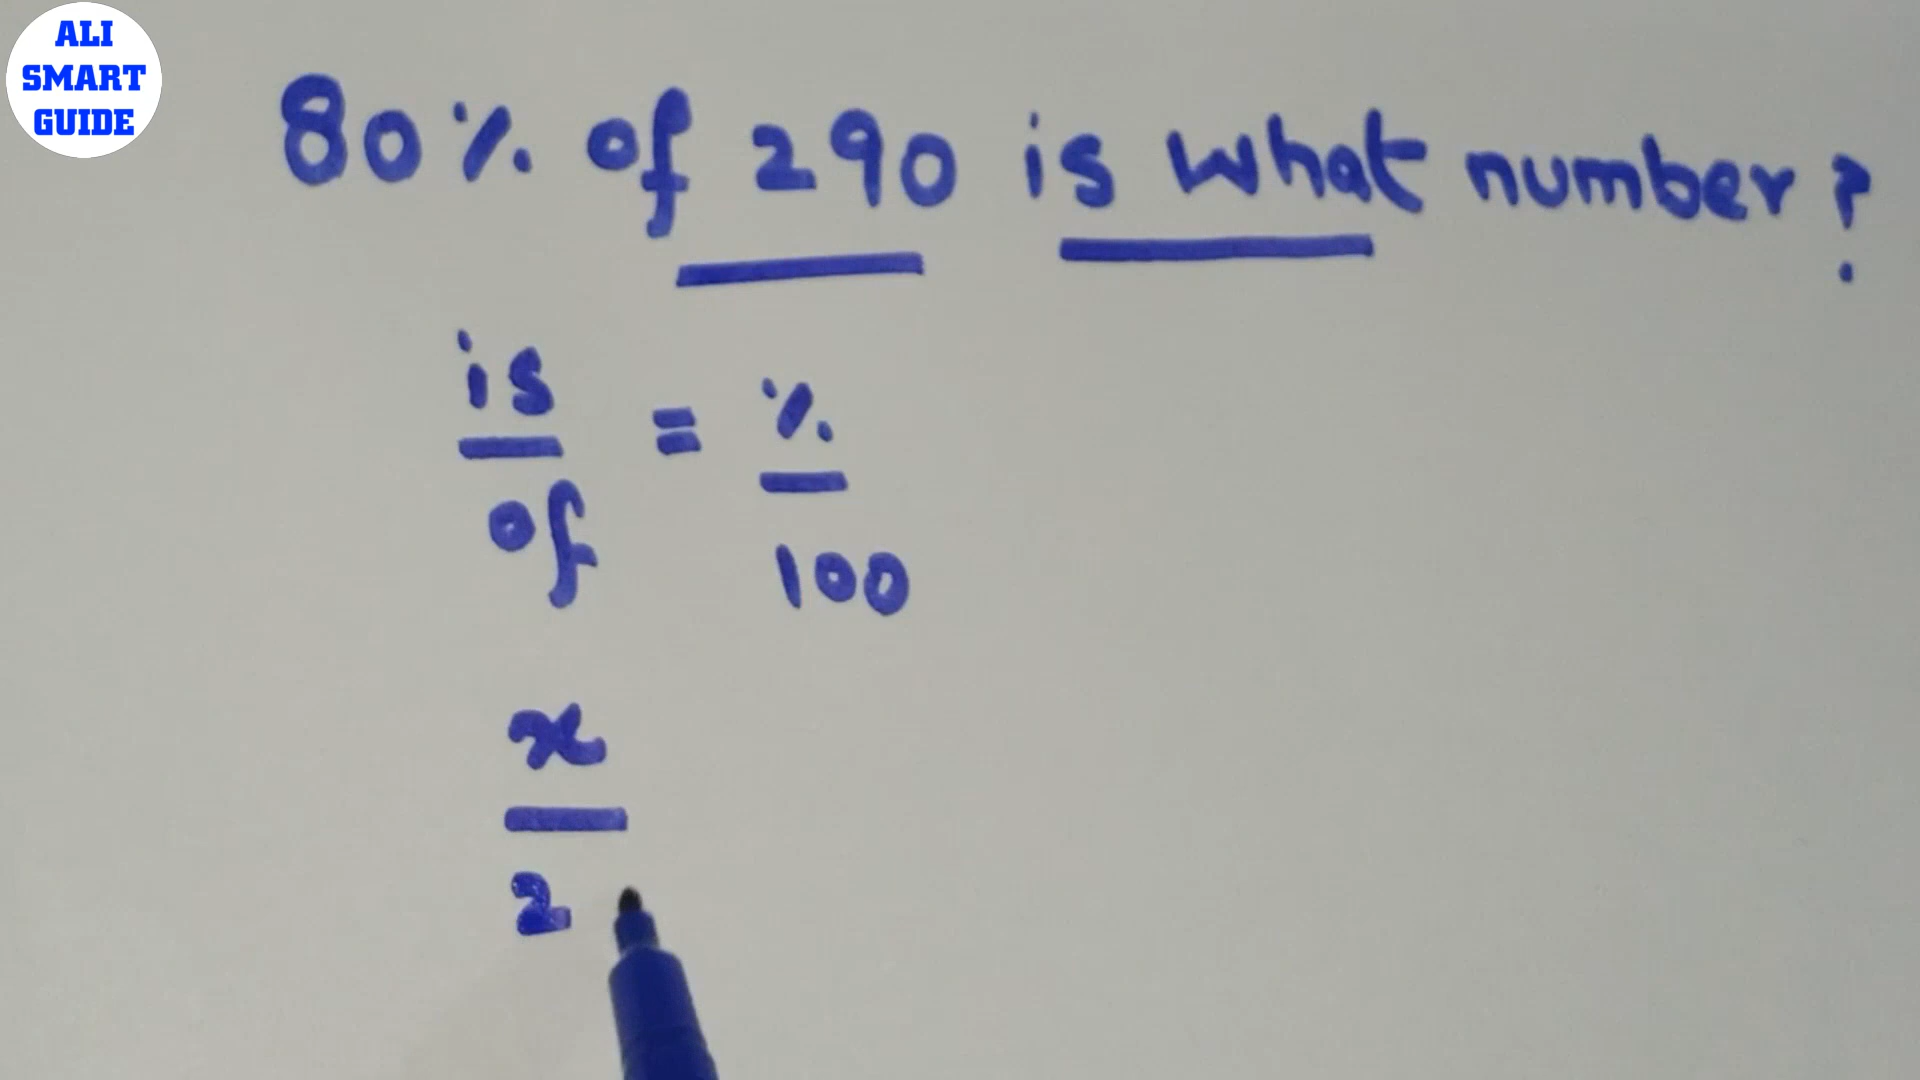 ALI
SMART
GUIDE
80% of 290 is what number?
is
of
=
%
100
x
2